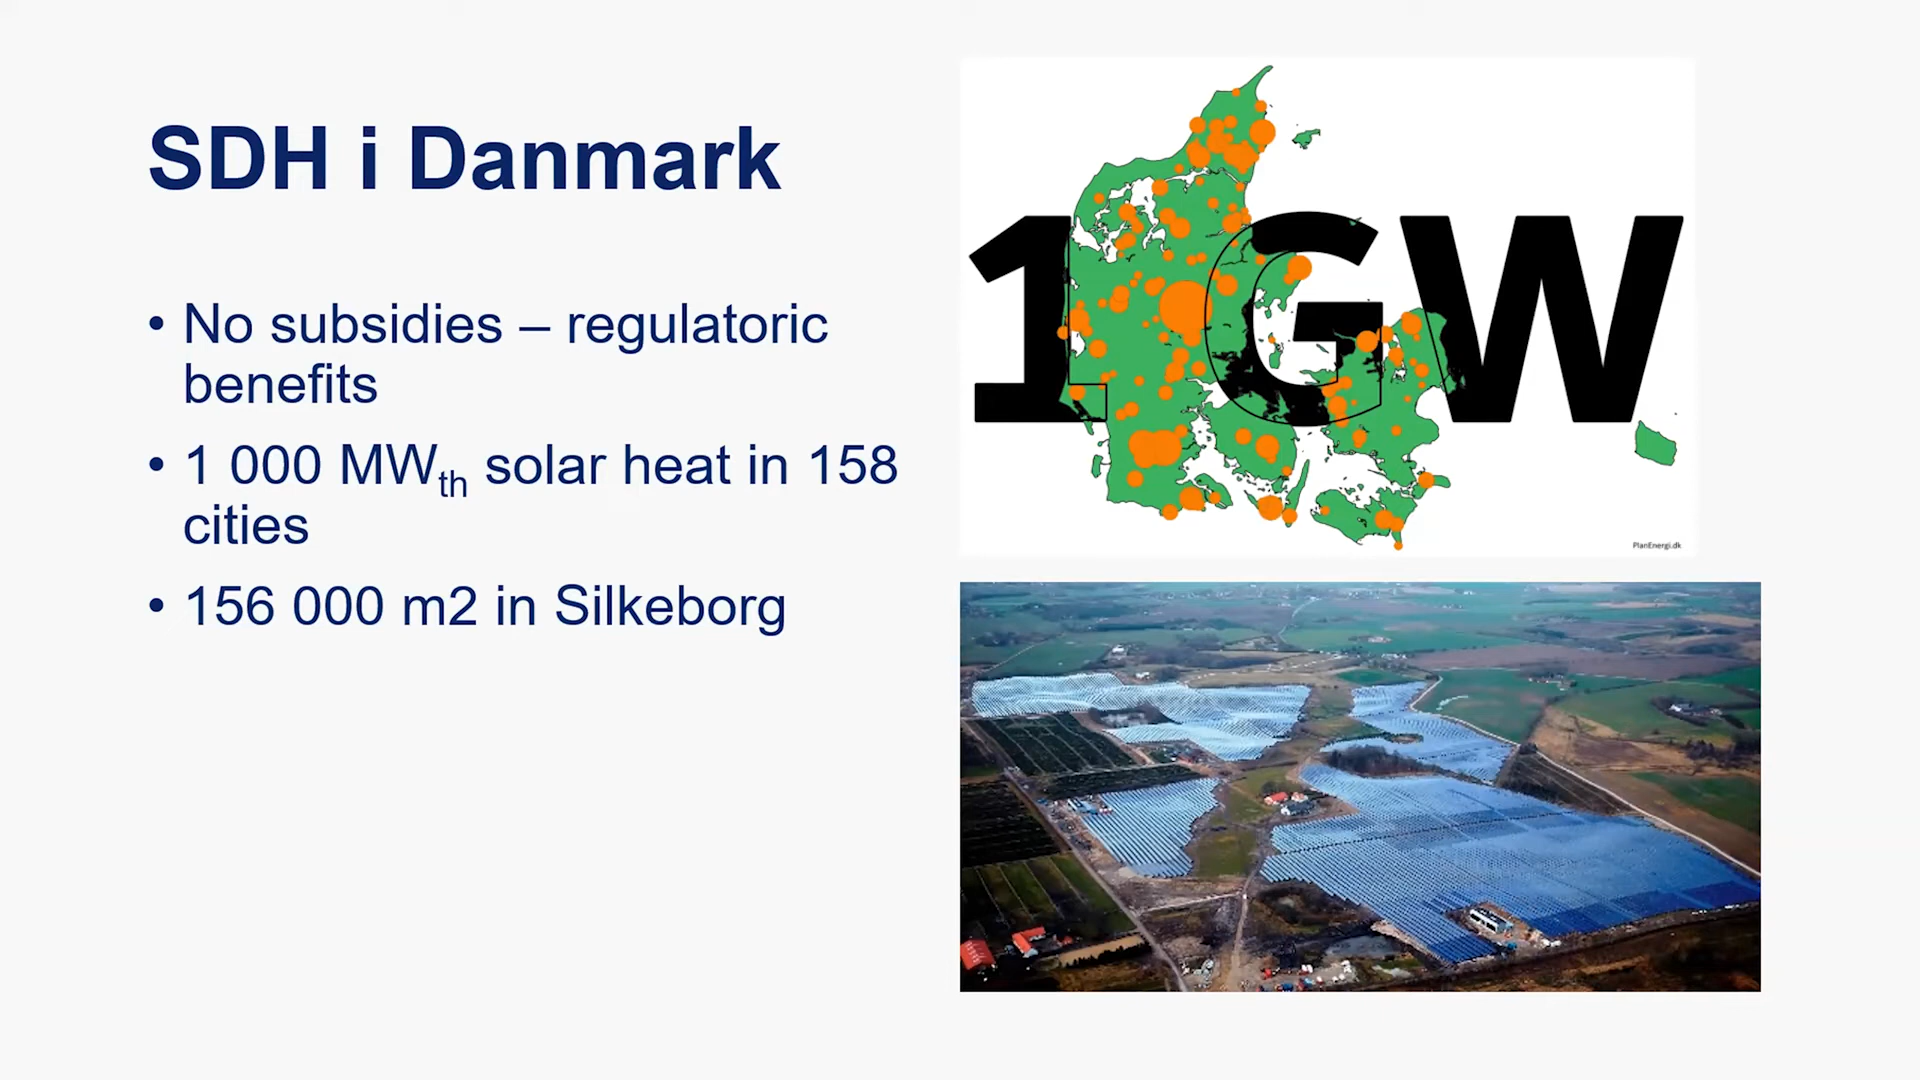 SDH i Danmark
• No subsidies – regulatoric
benefits
• 1 000 MWth solar heat in 158
cities
• 156 000 m2 in Silkeborg
1 GW
PlanEnergi.dk